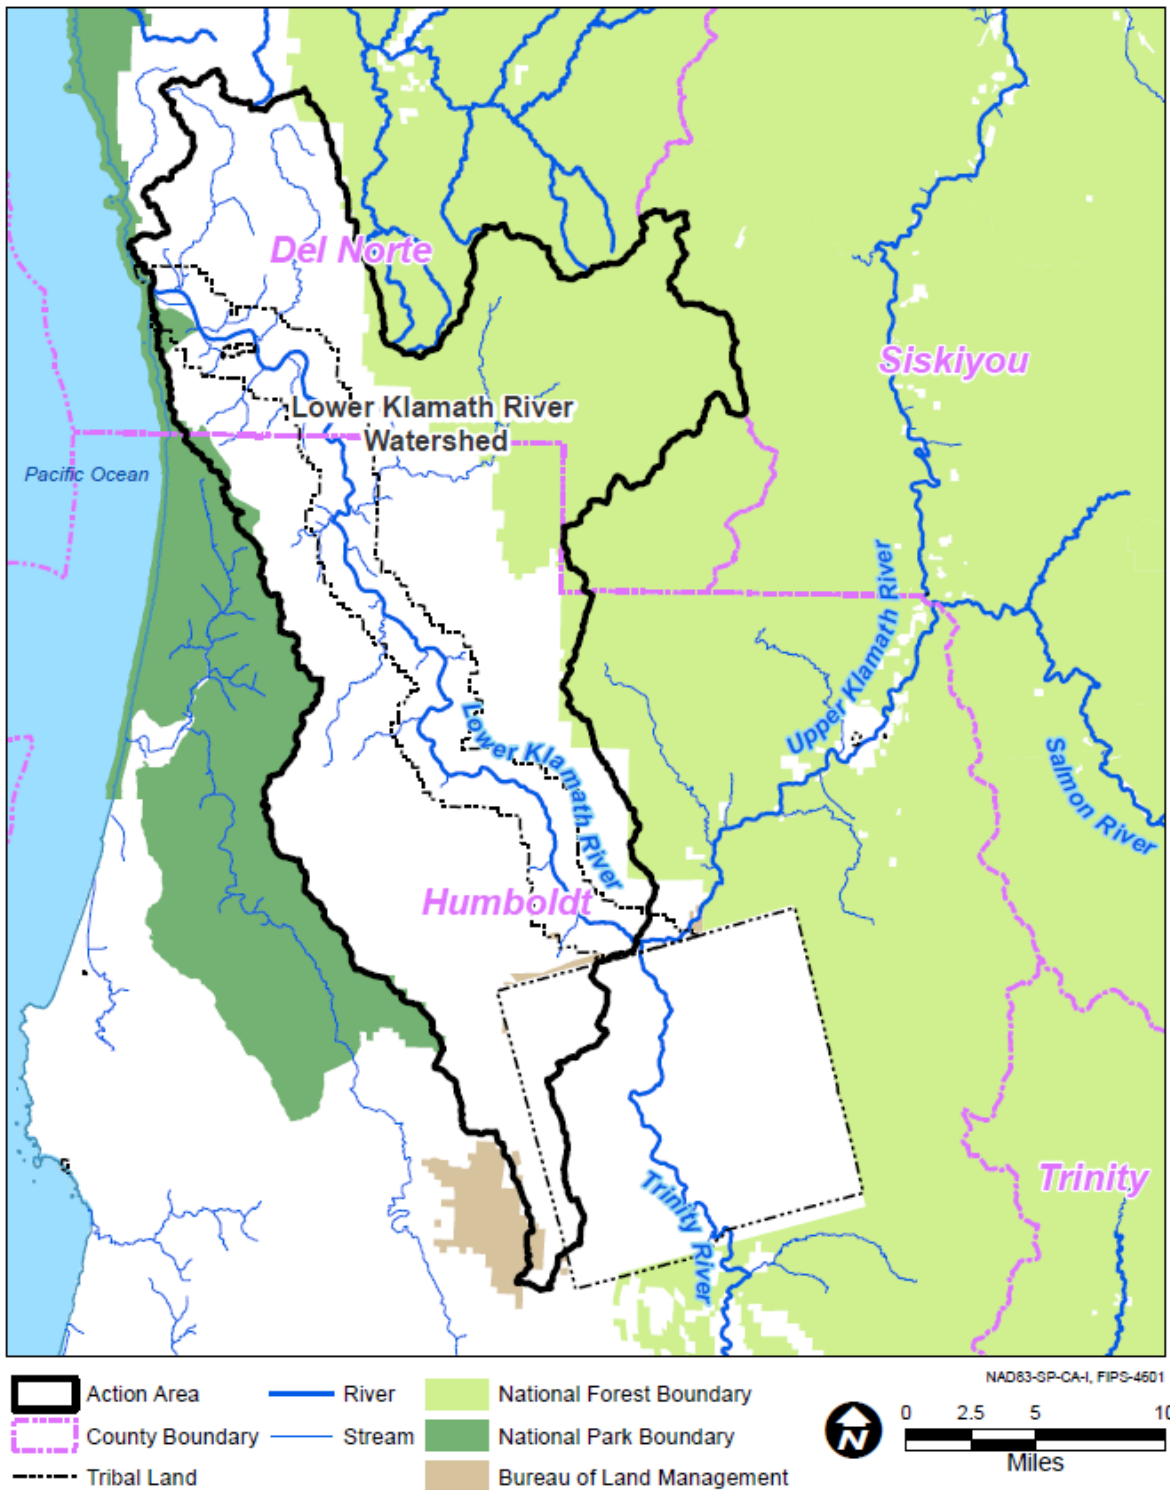 Del Norte
Siskiyou
Lower Klamath River
Watershed
Pacific Ocean
Upper Klamath River
Lower Klamath River
Salmon River
Humboldt
Trinity River
Trinity
NAD83-SP-CA-I, FIPS-4601
Action Area
River
National Forest Boundary
County Boundary
Stream
National Park Boundary
Tribal Land
Bureau of Land Management
N
0 2.5 5 10
Miles